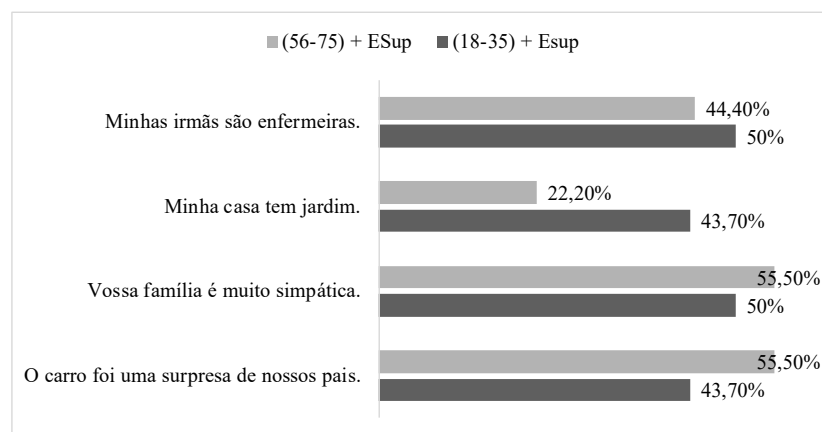 (56-75) + ESup (18-35) + Esup
Minhas irmãs são enfermeiras.
44,40%
50%
Minha casa tem jardim.
22,20%
43,70%
Vossa família é muito simpática.
55,50%
50%
O carro foi uma surpresa de nossos pais.
55,50%
43,70%